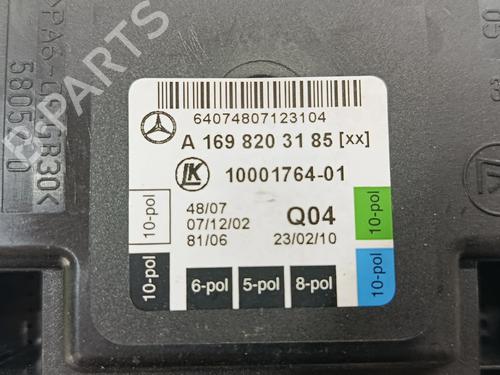 64074807123104
A 169 820 31 85 [xx]
LK 10001764-01
48/07
07/12/02
81/06
Q04
23/02/10
10-pol
10-pol
10-pol
10-pol
6-pol
5-pol
8-pol
B-PARTS